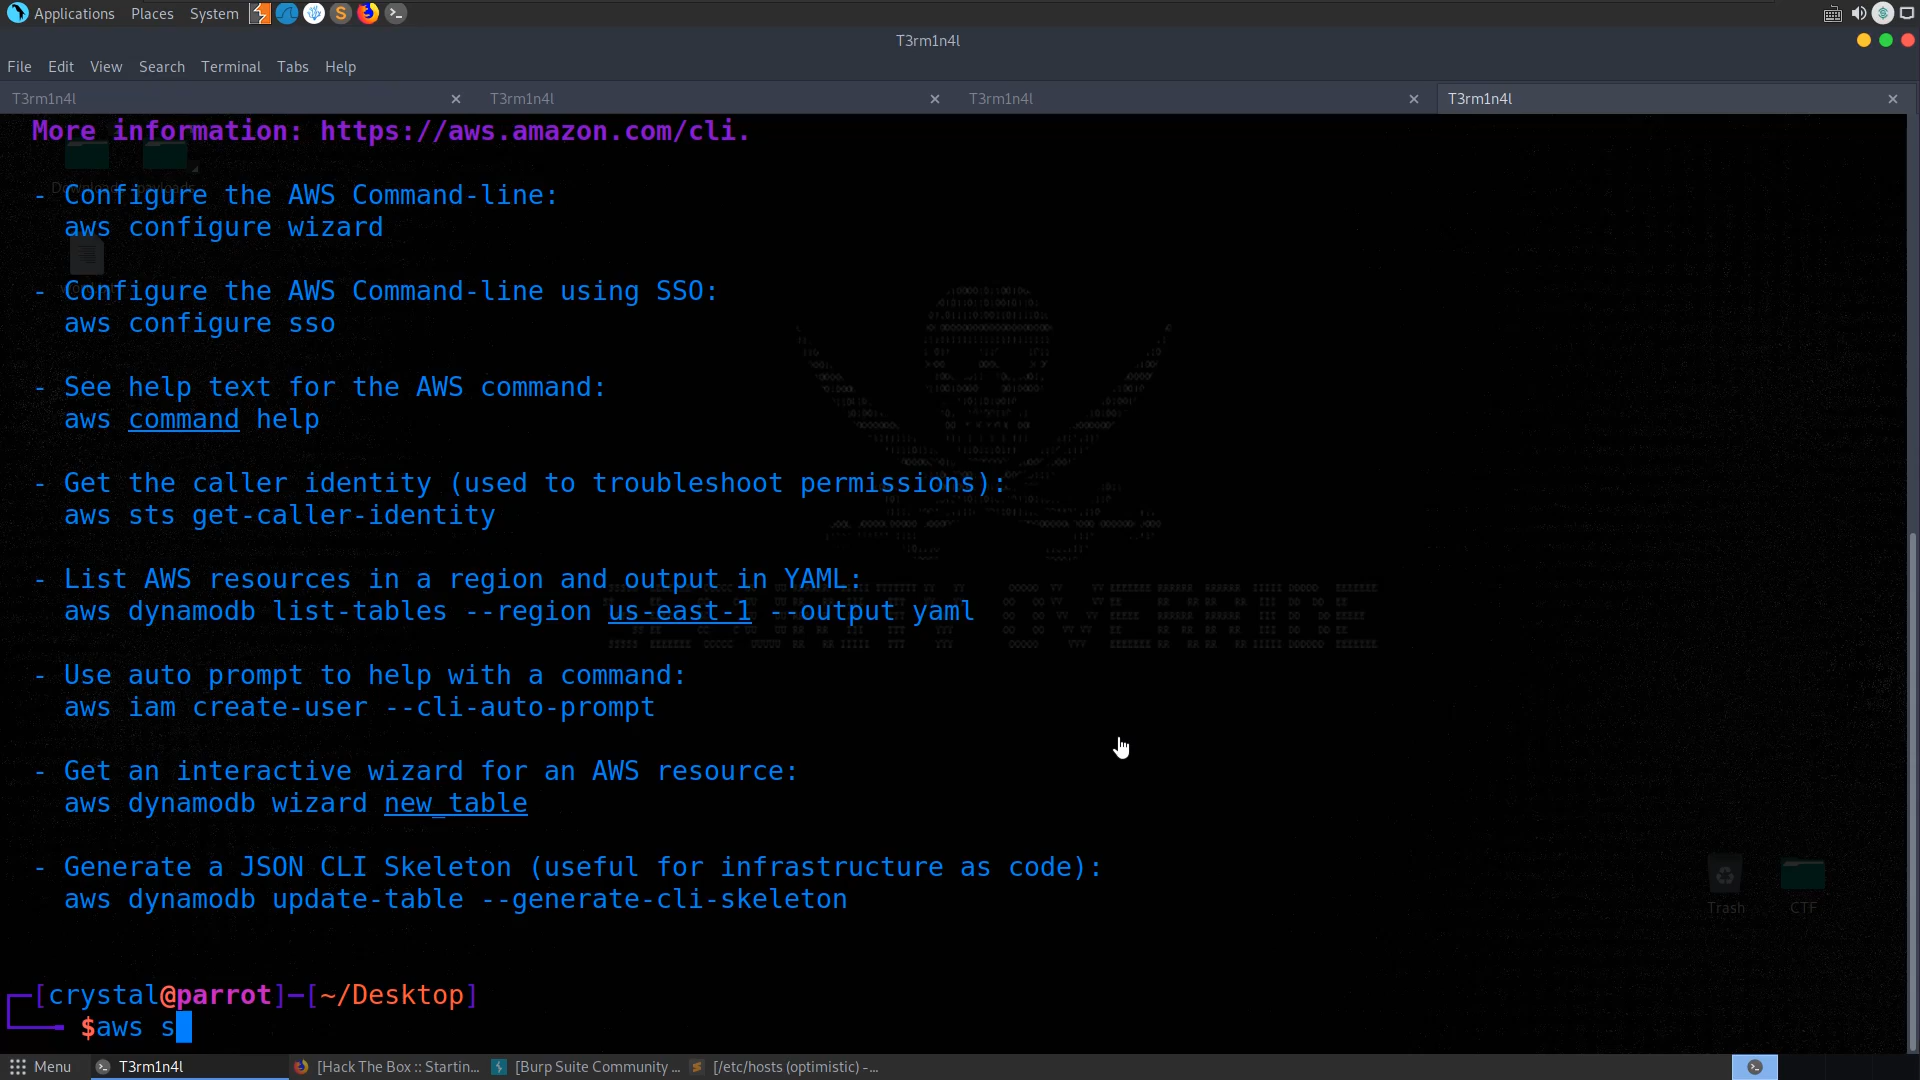 Applications Places System
T3rm1n4l
File Edit View Search Terminal Tabs Help
T3rm1n4l × T3rm1n4l × T3rm1n4l × T3rm1n4l ×
More information: https://aws.amazon.com/cli.
- Configure the AWS Command-line:
aws configure wizard
- Configure the AWS Command-line using SSO:
aws configure sso
- See help text for the AWS command:
aws command help
- Get the caller identity (used to troubleshoot permissions):
aws sts get-caller-identity
- List AWS resources in a region and output in YAML:
aws dynamodb list-tables --region us-east-1 --output yaml
- Use auto prompt to help with a command:
aws iam create-user --cli-auto-prompt
- Get an interactive wizard for an AWS resource:
aws dynamodb wizard new_table
- Generate a JSON CLI Skeleton (useful for infrastructure as code):
aws dynamodb update-table --generate-cli-skeleton
Trash CTF
[crystal@parrot]-[~/Desktop]
$aws s
Menu T3rm1n4l [Hack The Box :: Startin... [Burp Suite Community ... [/etc/hosts (optimistic) -...